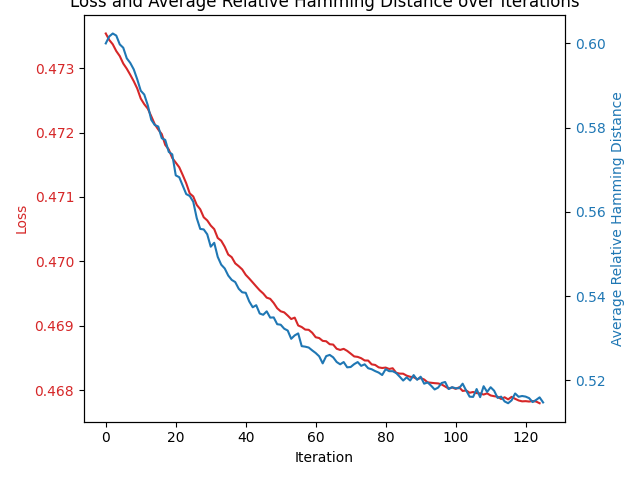 Loss and Average Relative Hamming Distance over Iterations
0.473
0.472
0.471
0.470
0.469
0.468
Loss
0.60
0.58
0.56
0.54
0.52
Average Relative Hamming Distance
0 20 40 60 80 100 120
Iteration